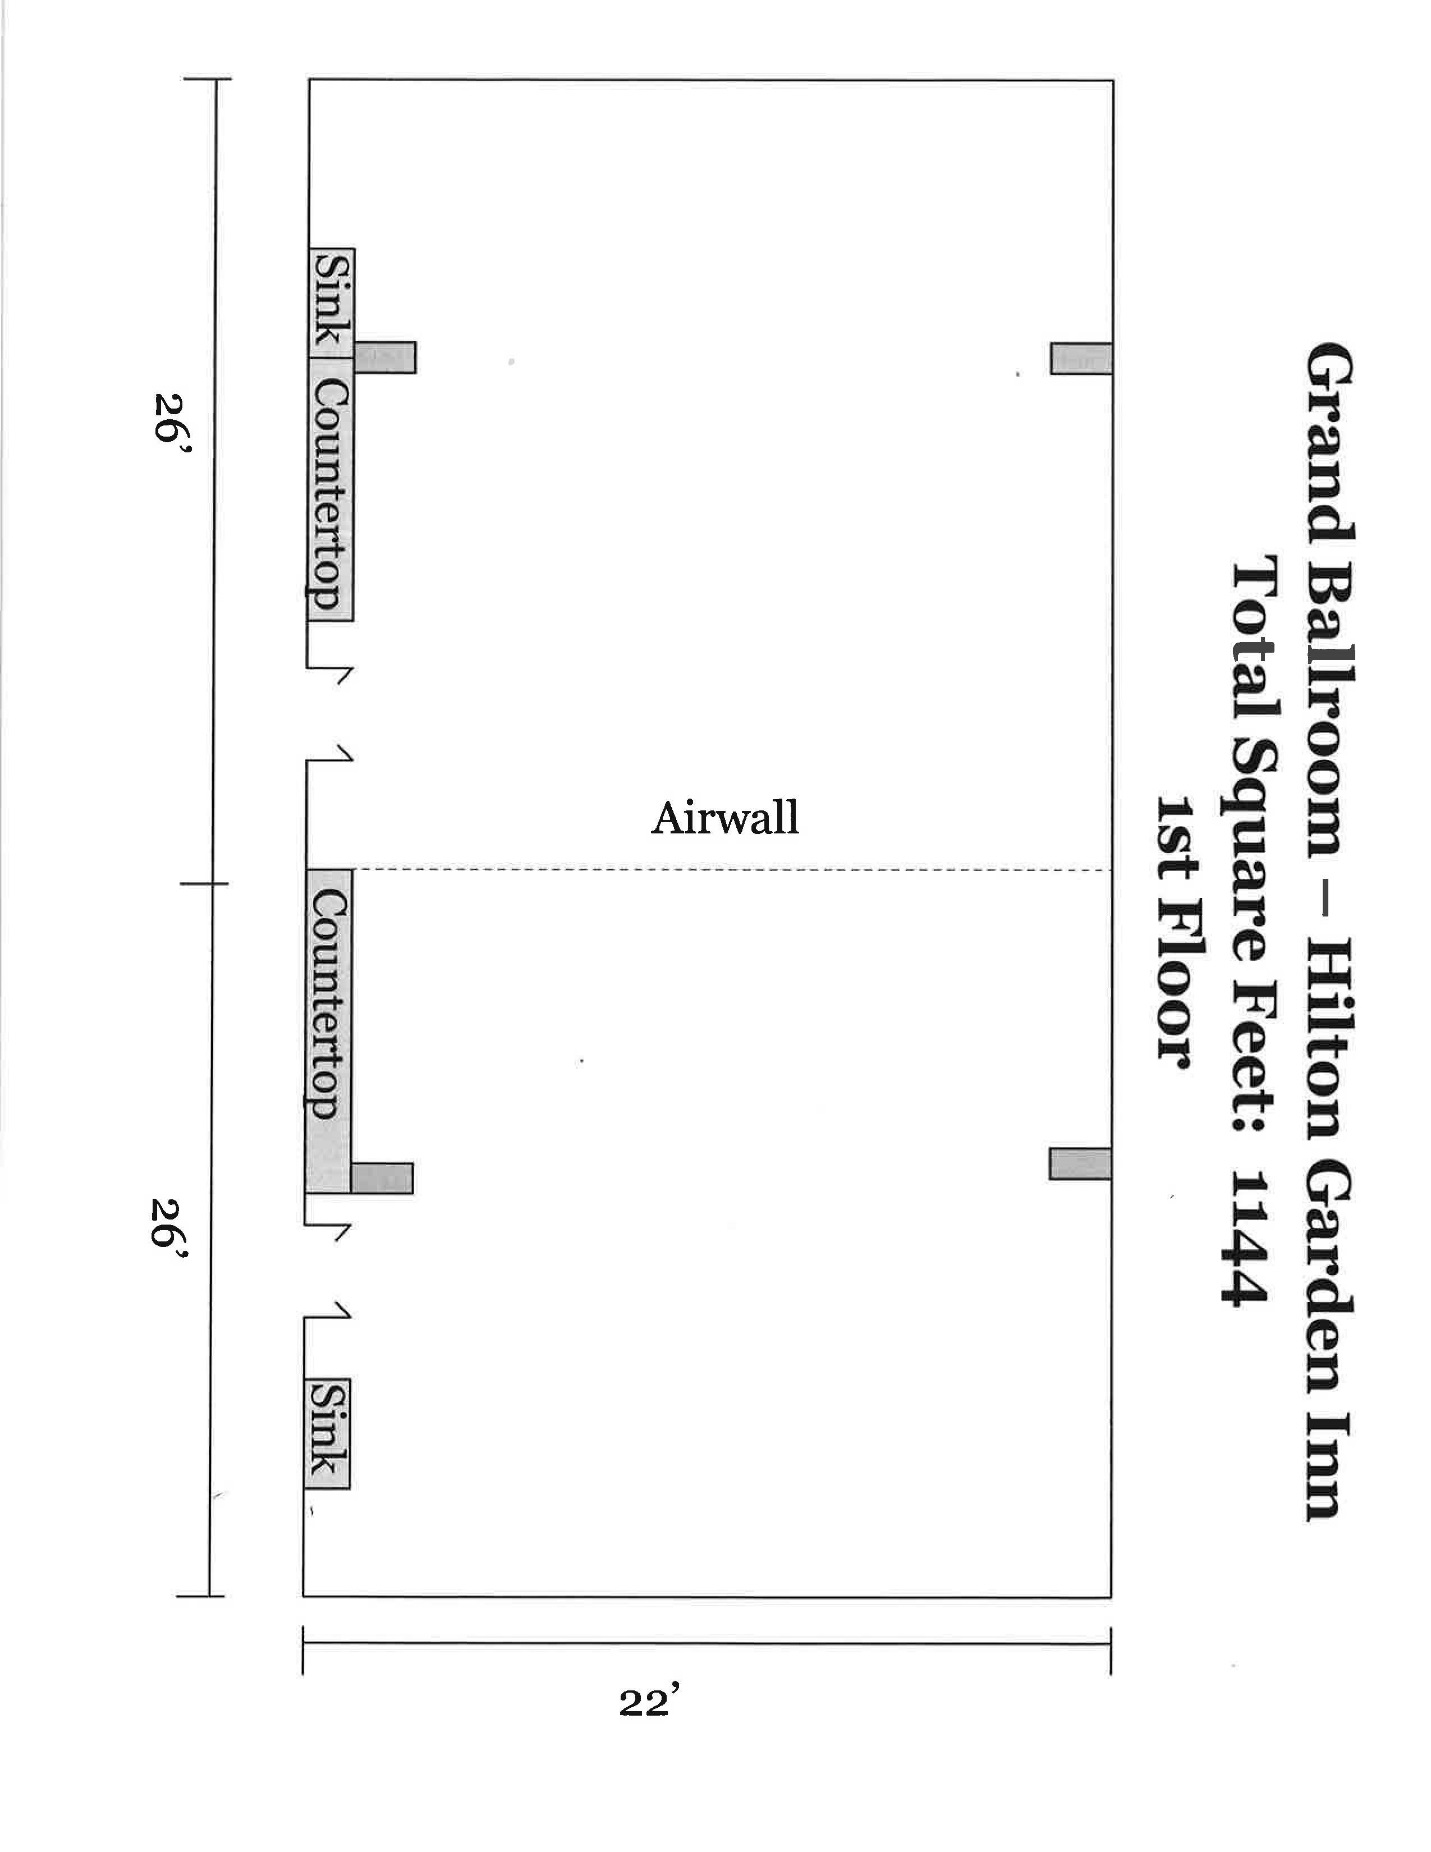 Grand Ballroom – Hilton Garden Inn
Total Square Feet: 1144
1st Floor
Sink
Countertop
Airwall
Countertop
Sink
26’
26’
22’